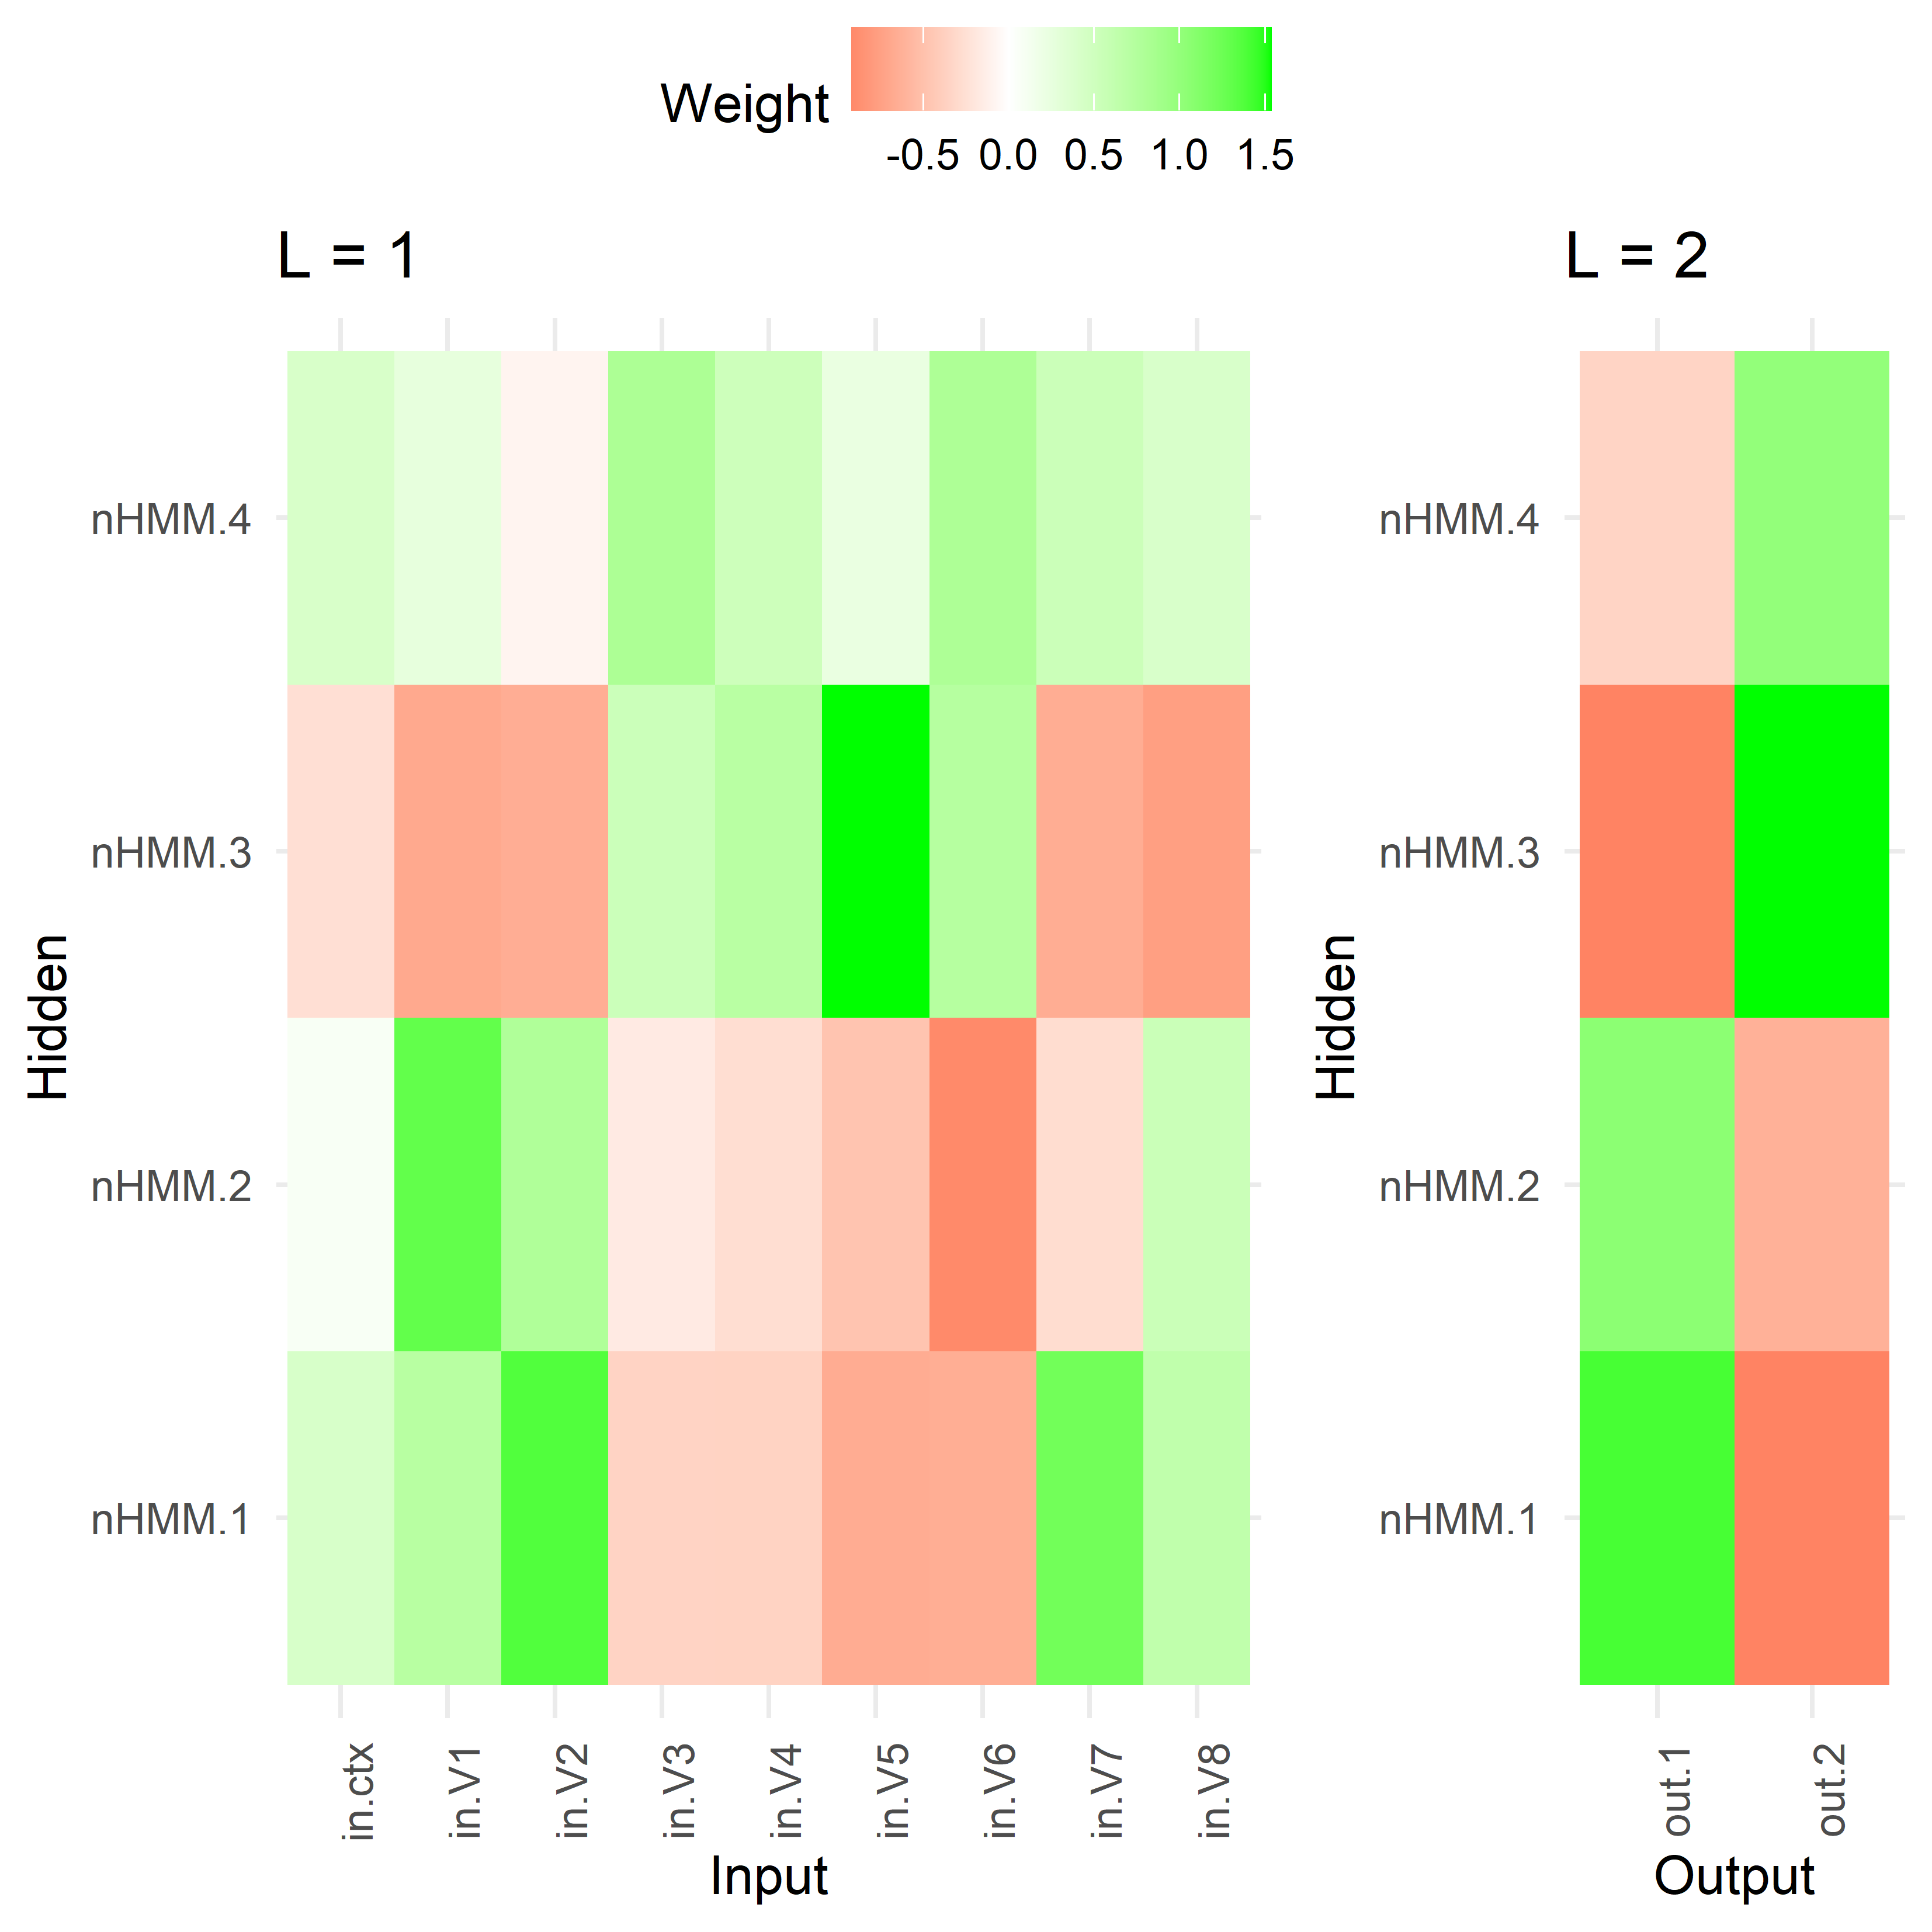 Weight
-0.5 0.0 0.5 1.0 1.5
L = 1
Hidden
nHMM.4
nHMM.3
nHMM.2
nHMM.1
in.ctx in.V1 in.V2 in.V3 in.V4 in.V5 in.V6 in.V7 in.V8
Input
L = 2
Hidden
nHMM.4
nHMM.3
nHMM.2
nHMM.1
out.1 out.2
Output